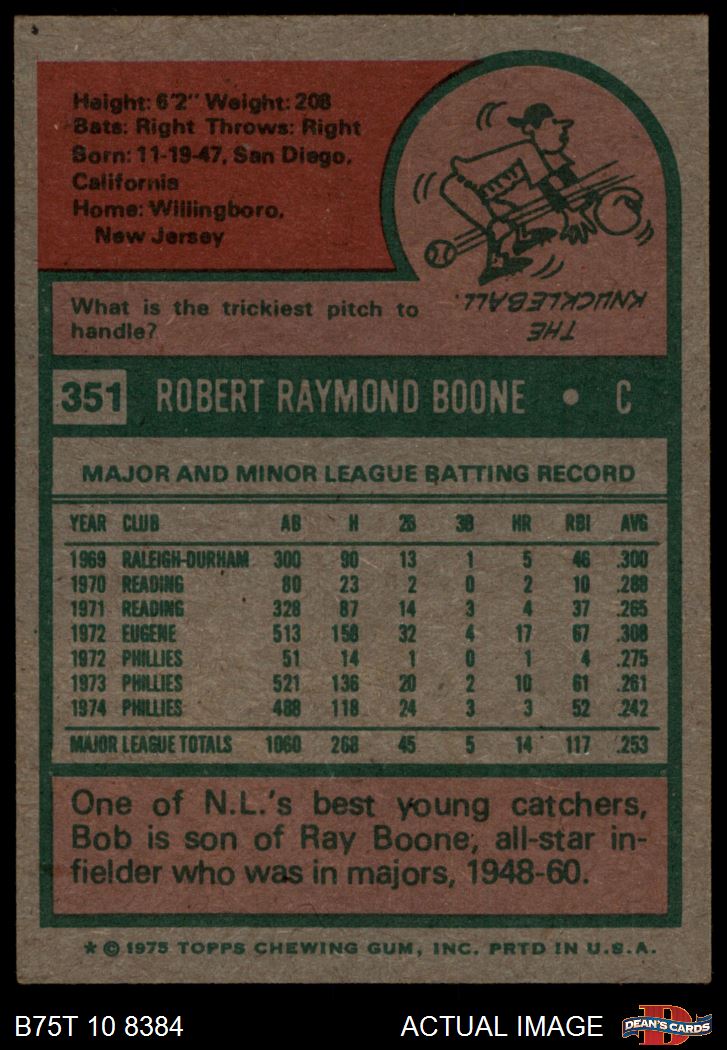 Height: 6'2" Weight: 208
Bats: Right Throws: Right
Born: 11-19-47, San Diego,
California
Home: Willingboro,
New Jersey
What is the trickiest pitch to
handle?
THE
KNUCKLEBALL.
351 ROBERT RAYMOND BOONE • C
MAJOR AND MINOR LEAGUE BATTING RECORD
YEAR CLUB AB H 2B 3B HR RBI AVG
1969 RALEIGH-DURHAM 300 90 13 1 5 46 .300
1970 READING 80 23 2 0 2 10 .288
1971 READING 328 87 14 3 4 37 .265
1972 EUGENE 513 158 32 4 17 67 .308
1972 PHILLIES 51 14 1 0 1 4 .275
1973 PHILLIES 521 136 20 2 10 61 .261
1974 PHILLIES 488 118 24 3 3 52 .242
MAJOR LEAGUE TOTALS 1060 268 45 5 14 117 .253
One of N.L.'s best young catchers,
Bob is son of Ray Boone, all-star in-
fielder who was in majors, 1948-60.
* © 1975 TOPPS CHEWING GUM, INC. PRTD IN U.S.A.
B75T 10 8384 ACTUAL IMAGE DEAN'S CARDS